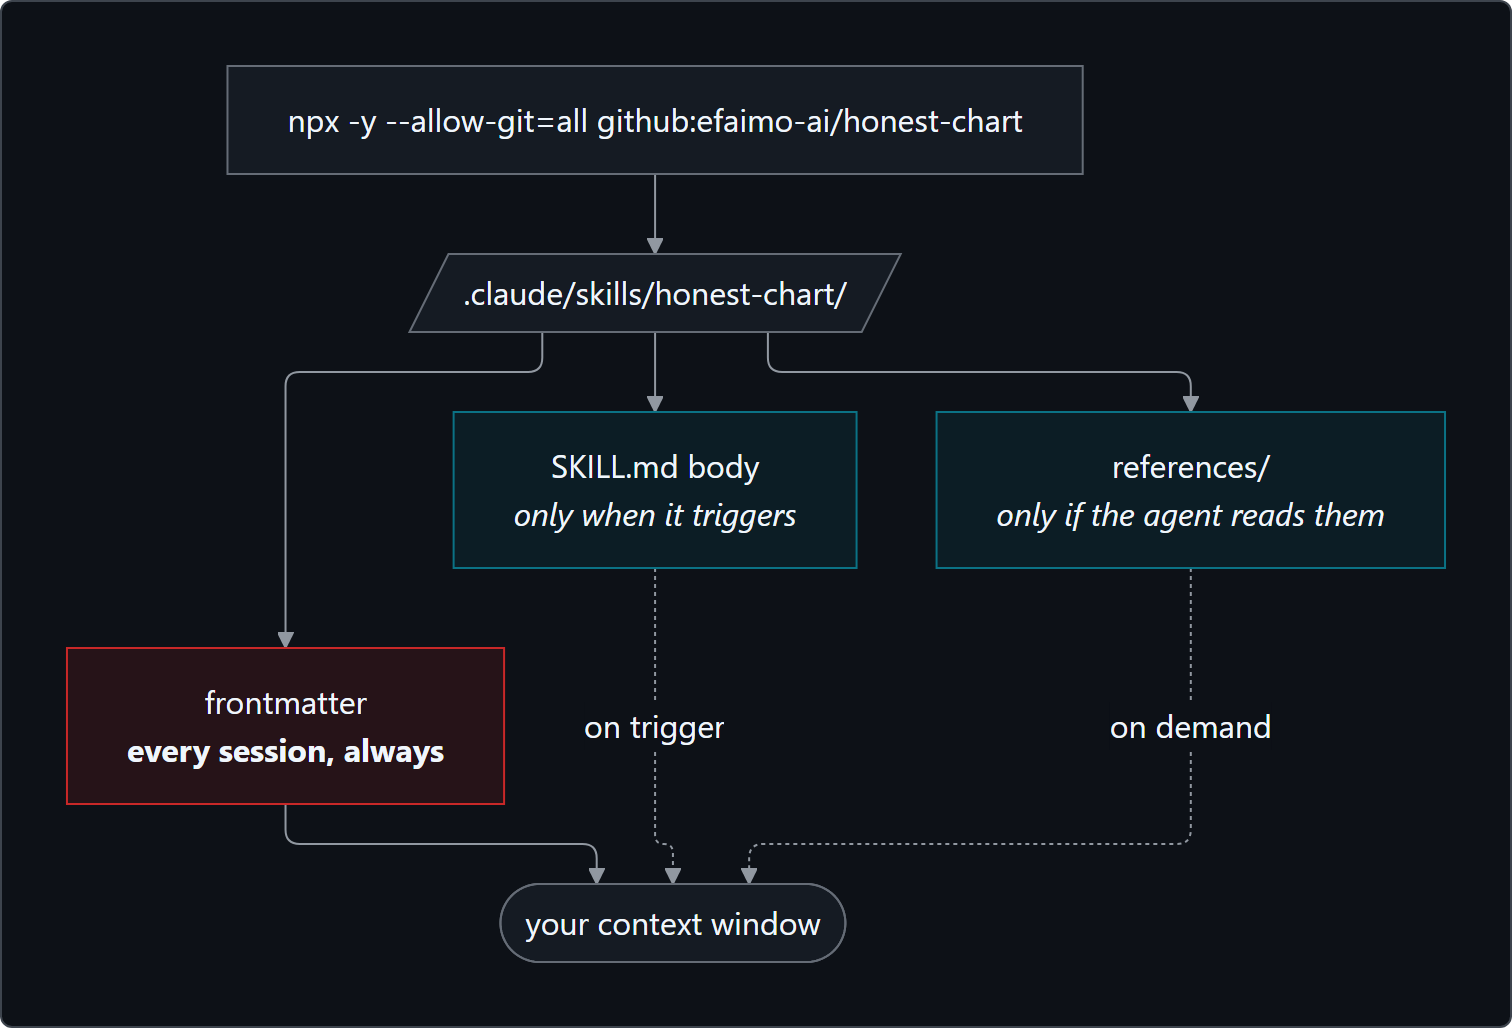 npx -y --allow-git=all github:efaimo-ai/honest-chart
.claude/skills/honest-chart/
SKILL.md body
only when it triggers
references/
only if the agent reads them
frontmatter
every session, always
on trigger
on demand
your context window